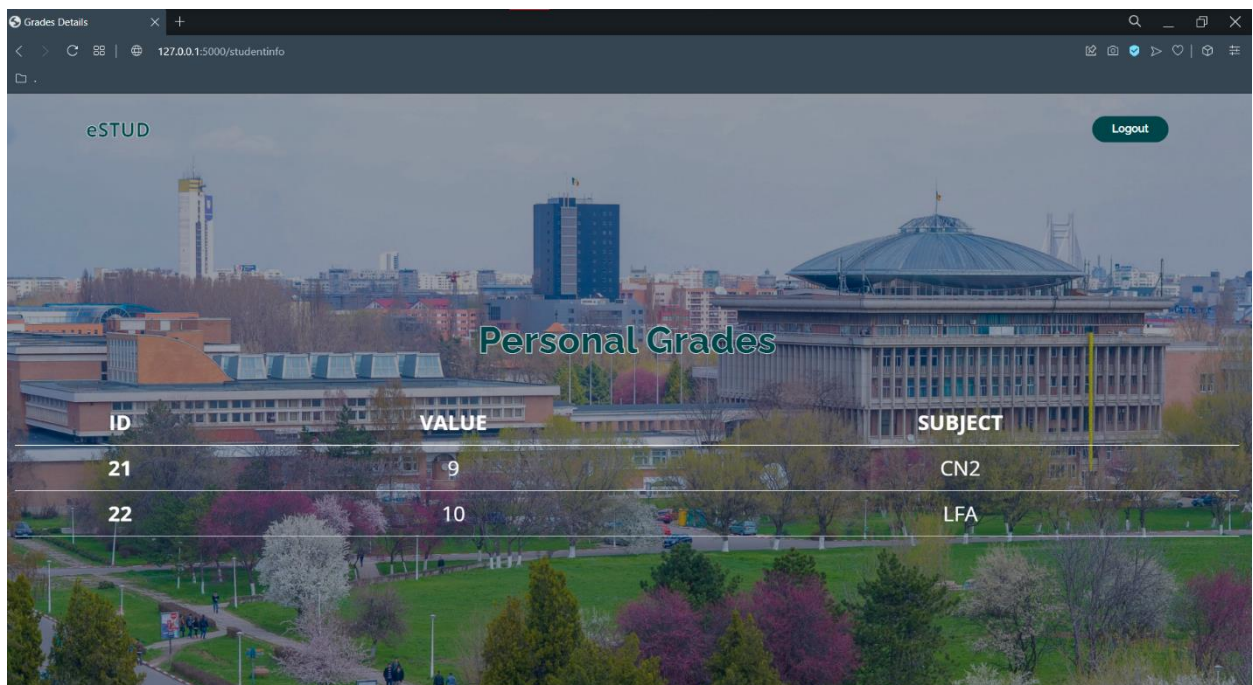 Grades Details
127.0.0.1:5000/studentinfo
.
eSTUD
Logout
Personal Grades
ID VALUE SUBJECT
21 9 CN2
22 10 LFA